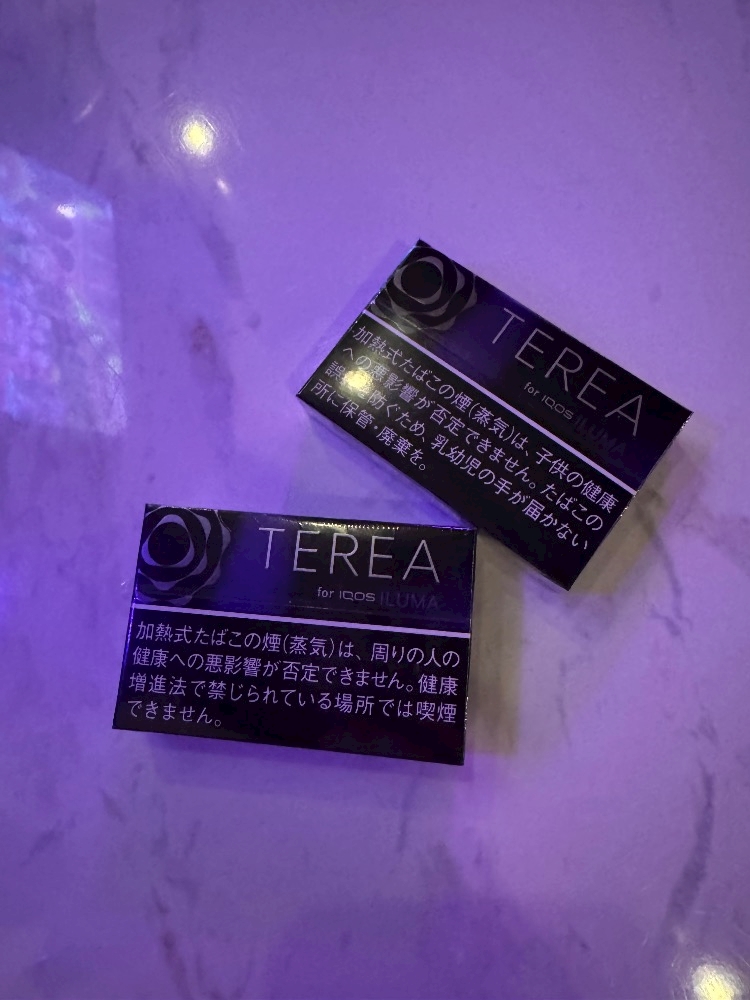 TEREA
for IQOS ILUMA
加熱式たばこの煙(蒸気)は、子供の健康
への悪影響が否定できません。たばこの
誤 を防ぐため、乳幼児の手が届かない
所に保管・廃棄を。
TEREA
for IQOS ILUMA
加熱式たばこの煙(蒸気)は、周りの人の
健康への悪影響が否定できません。健康
増進法で禁じられている場所では喫煙
できません。